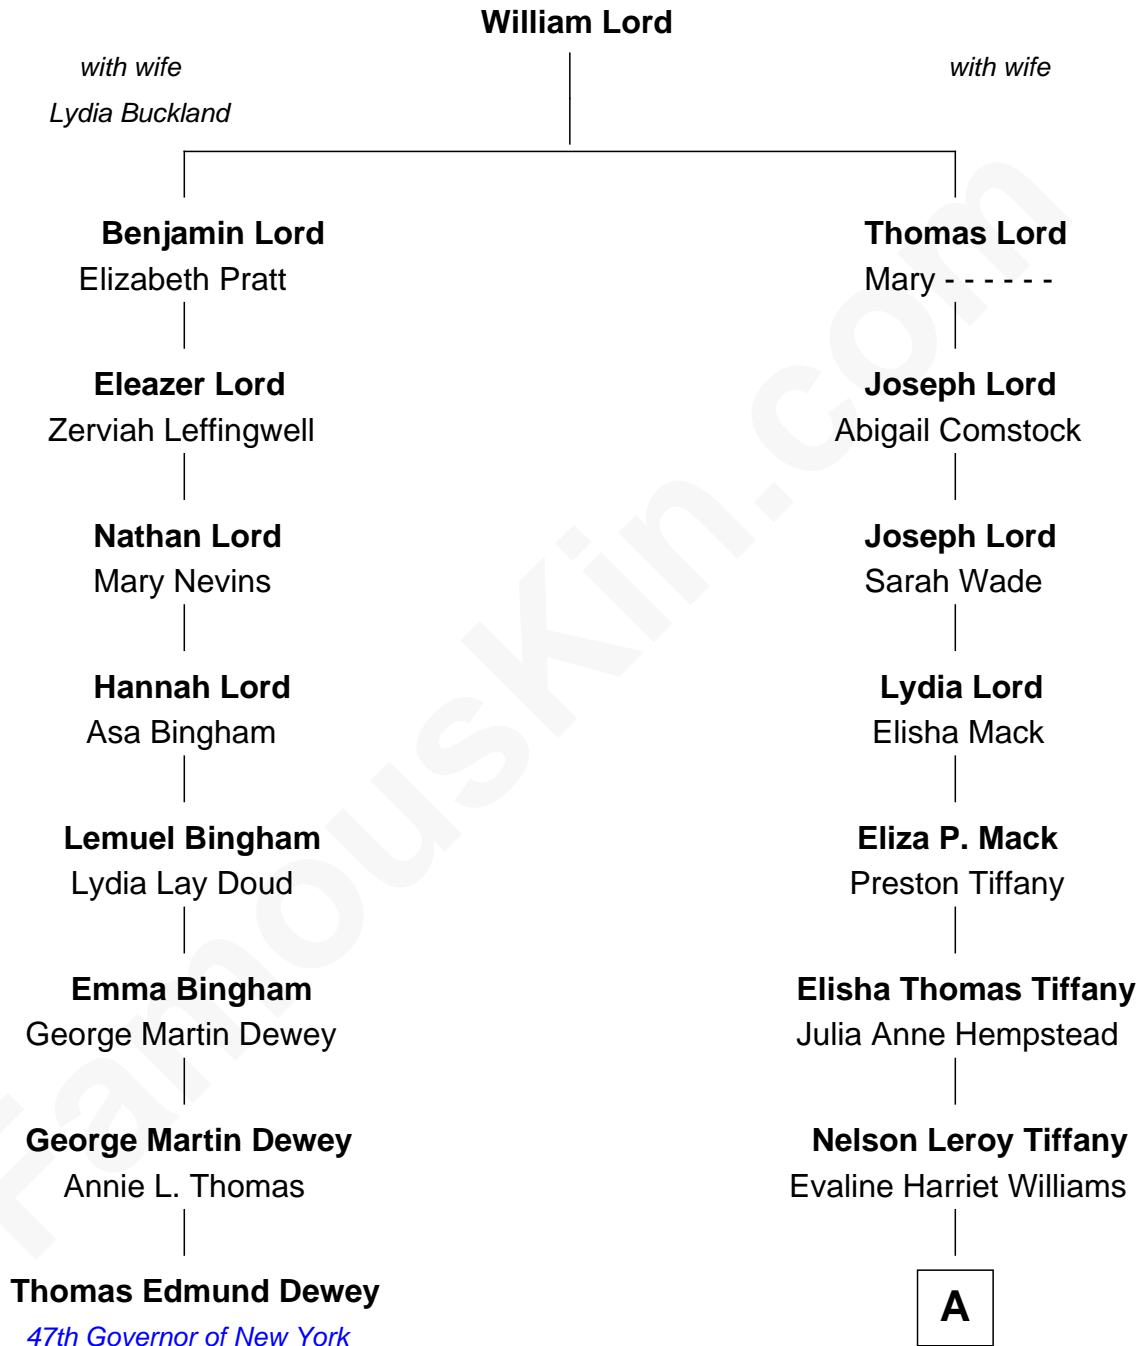 William Lord
with wife
Lydia Buckland
with wife
Benjamin Lord
Elizabeth Pratt
Thomas Lord
Mary - - - - - -
Eleazer Lord
Zerviah Leffingwell
Joseph Lord
Abigail Comstock
Nathan Lord
Mary Nevins
Joseph Lord
Sarah Wade
Hannah Lord
Asa Bingham
Lydia Lord
Elisha Mack
Lemuel Bingham
Lydia Lay Doud
Eliza P. Mack
Preston Tiffany
Emma Bingham
George Martin Dewey
Elisha Thomas Tiffany
Julia Anne Hempstead
George Martin Dewey
Annie L. Thomas
Nelson Leroy Tiffany
Evaline Harriet Williams
Thomas Edmund Dewey
47th Governor of New York
A
FamousKin.com